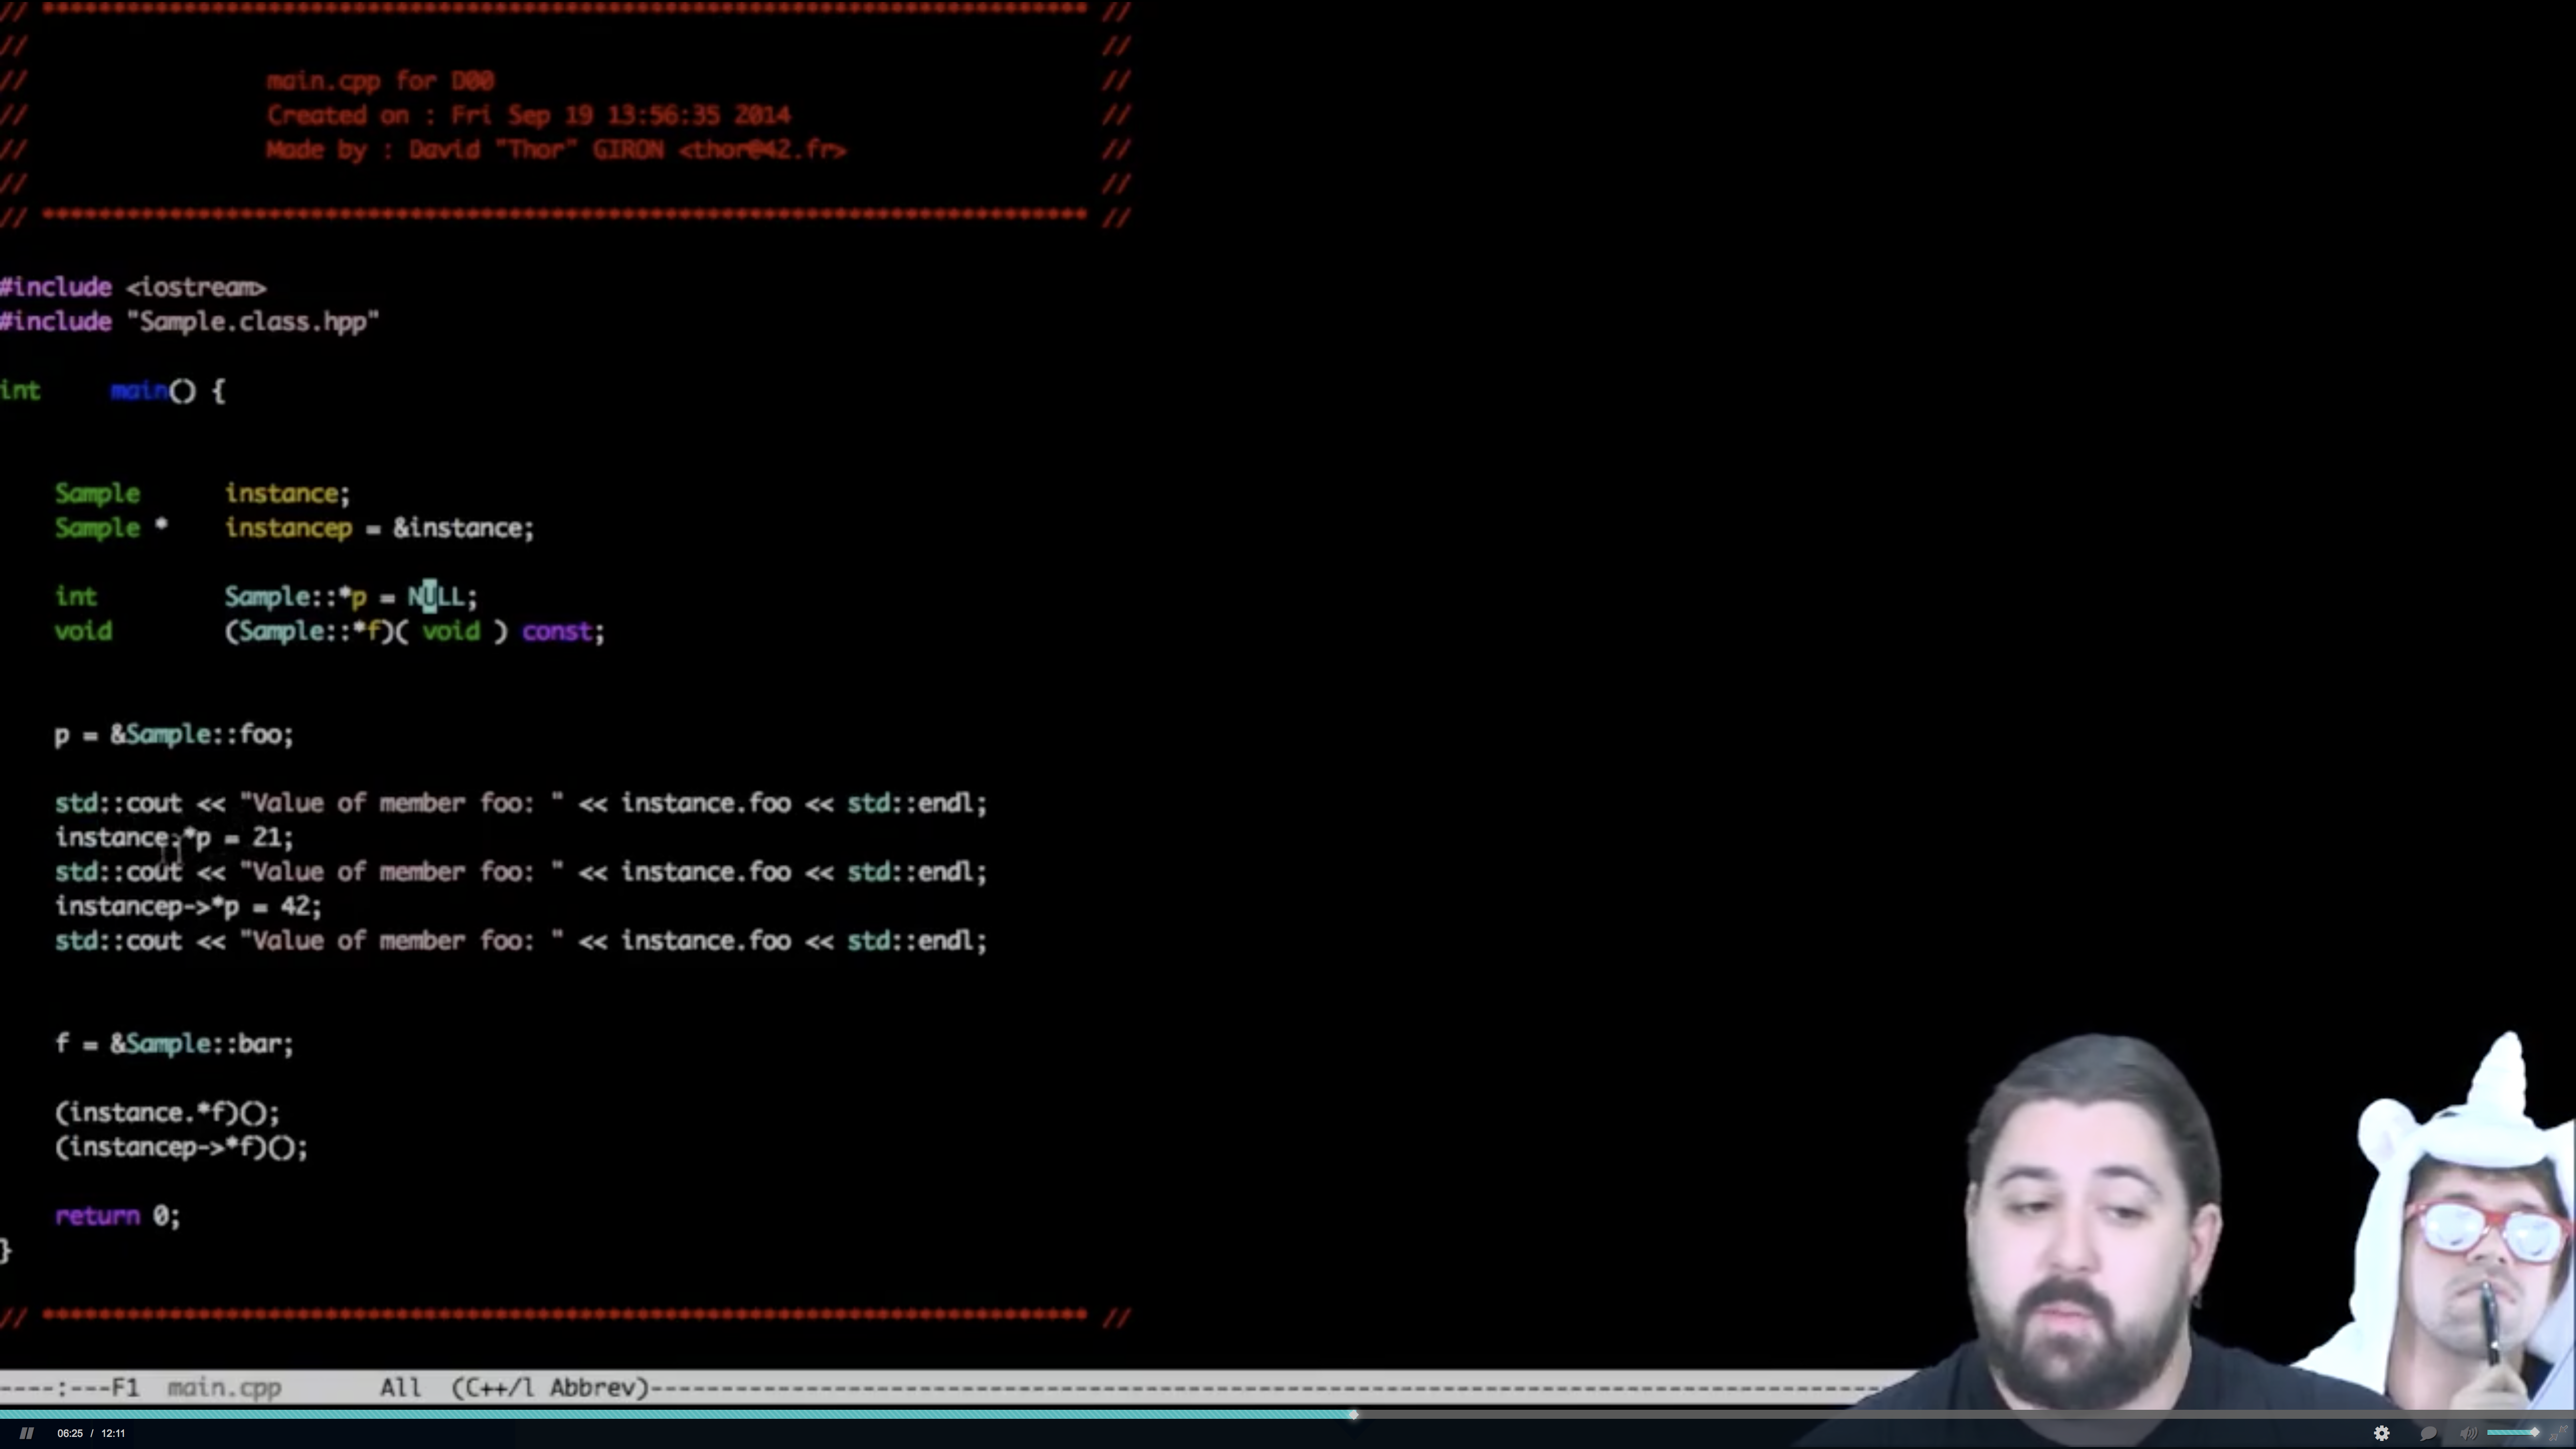 // ************************************************************************** //
// //
// main.cpp for D00 //
// Created on : Fri Sep 19 13:56:35 2014 //
// Made by : David "Thor" GIRON <thor@42.fr> //
// //
// ************************************************************************** //
#include <iostream>
#include "Sample.class.hpp"
int main() {
Sample instance;
Sample * instancep = &instance;
int Sample::*p = NULL;
void (Sample::*f)( void ) const;
p = &Sample::foo;
std::cout << "Value of member foo: " << instance.foo << std::endl;
instance.*p = 21;
std::cout << "Value of member foo: " << instance.foo << std::endl;
instancep->*p = 42;
std::cout << "Value of member foo: " << instance.foo << std::endl;
f = &Sample::bar;
(instance.*f)();
(instancep->*f)();
return 0;
}
// ************************************************************************** //
----:---F1 main.cpp All (C++/l Abbrev)----------------------------------------
06:25 / 12:11